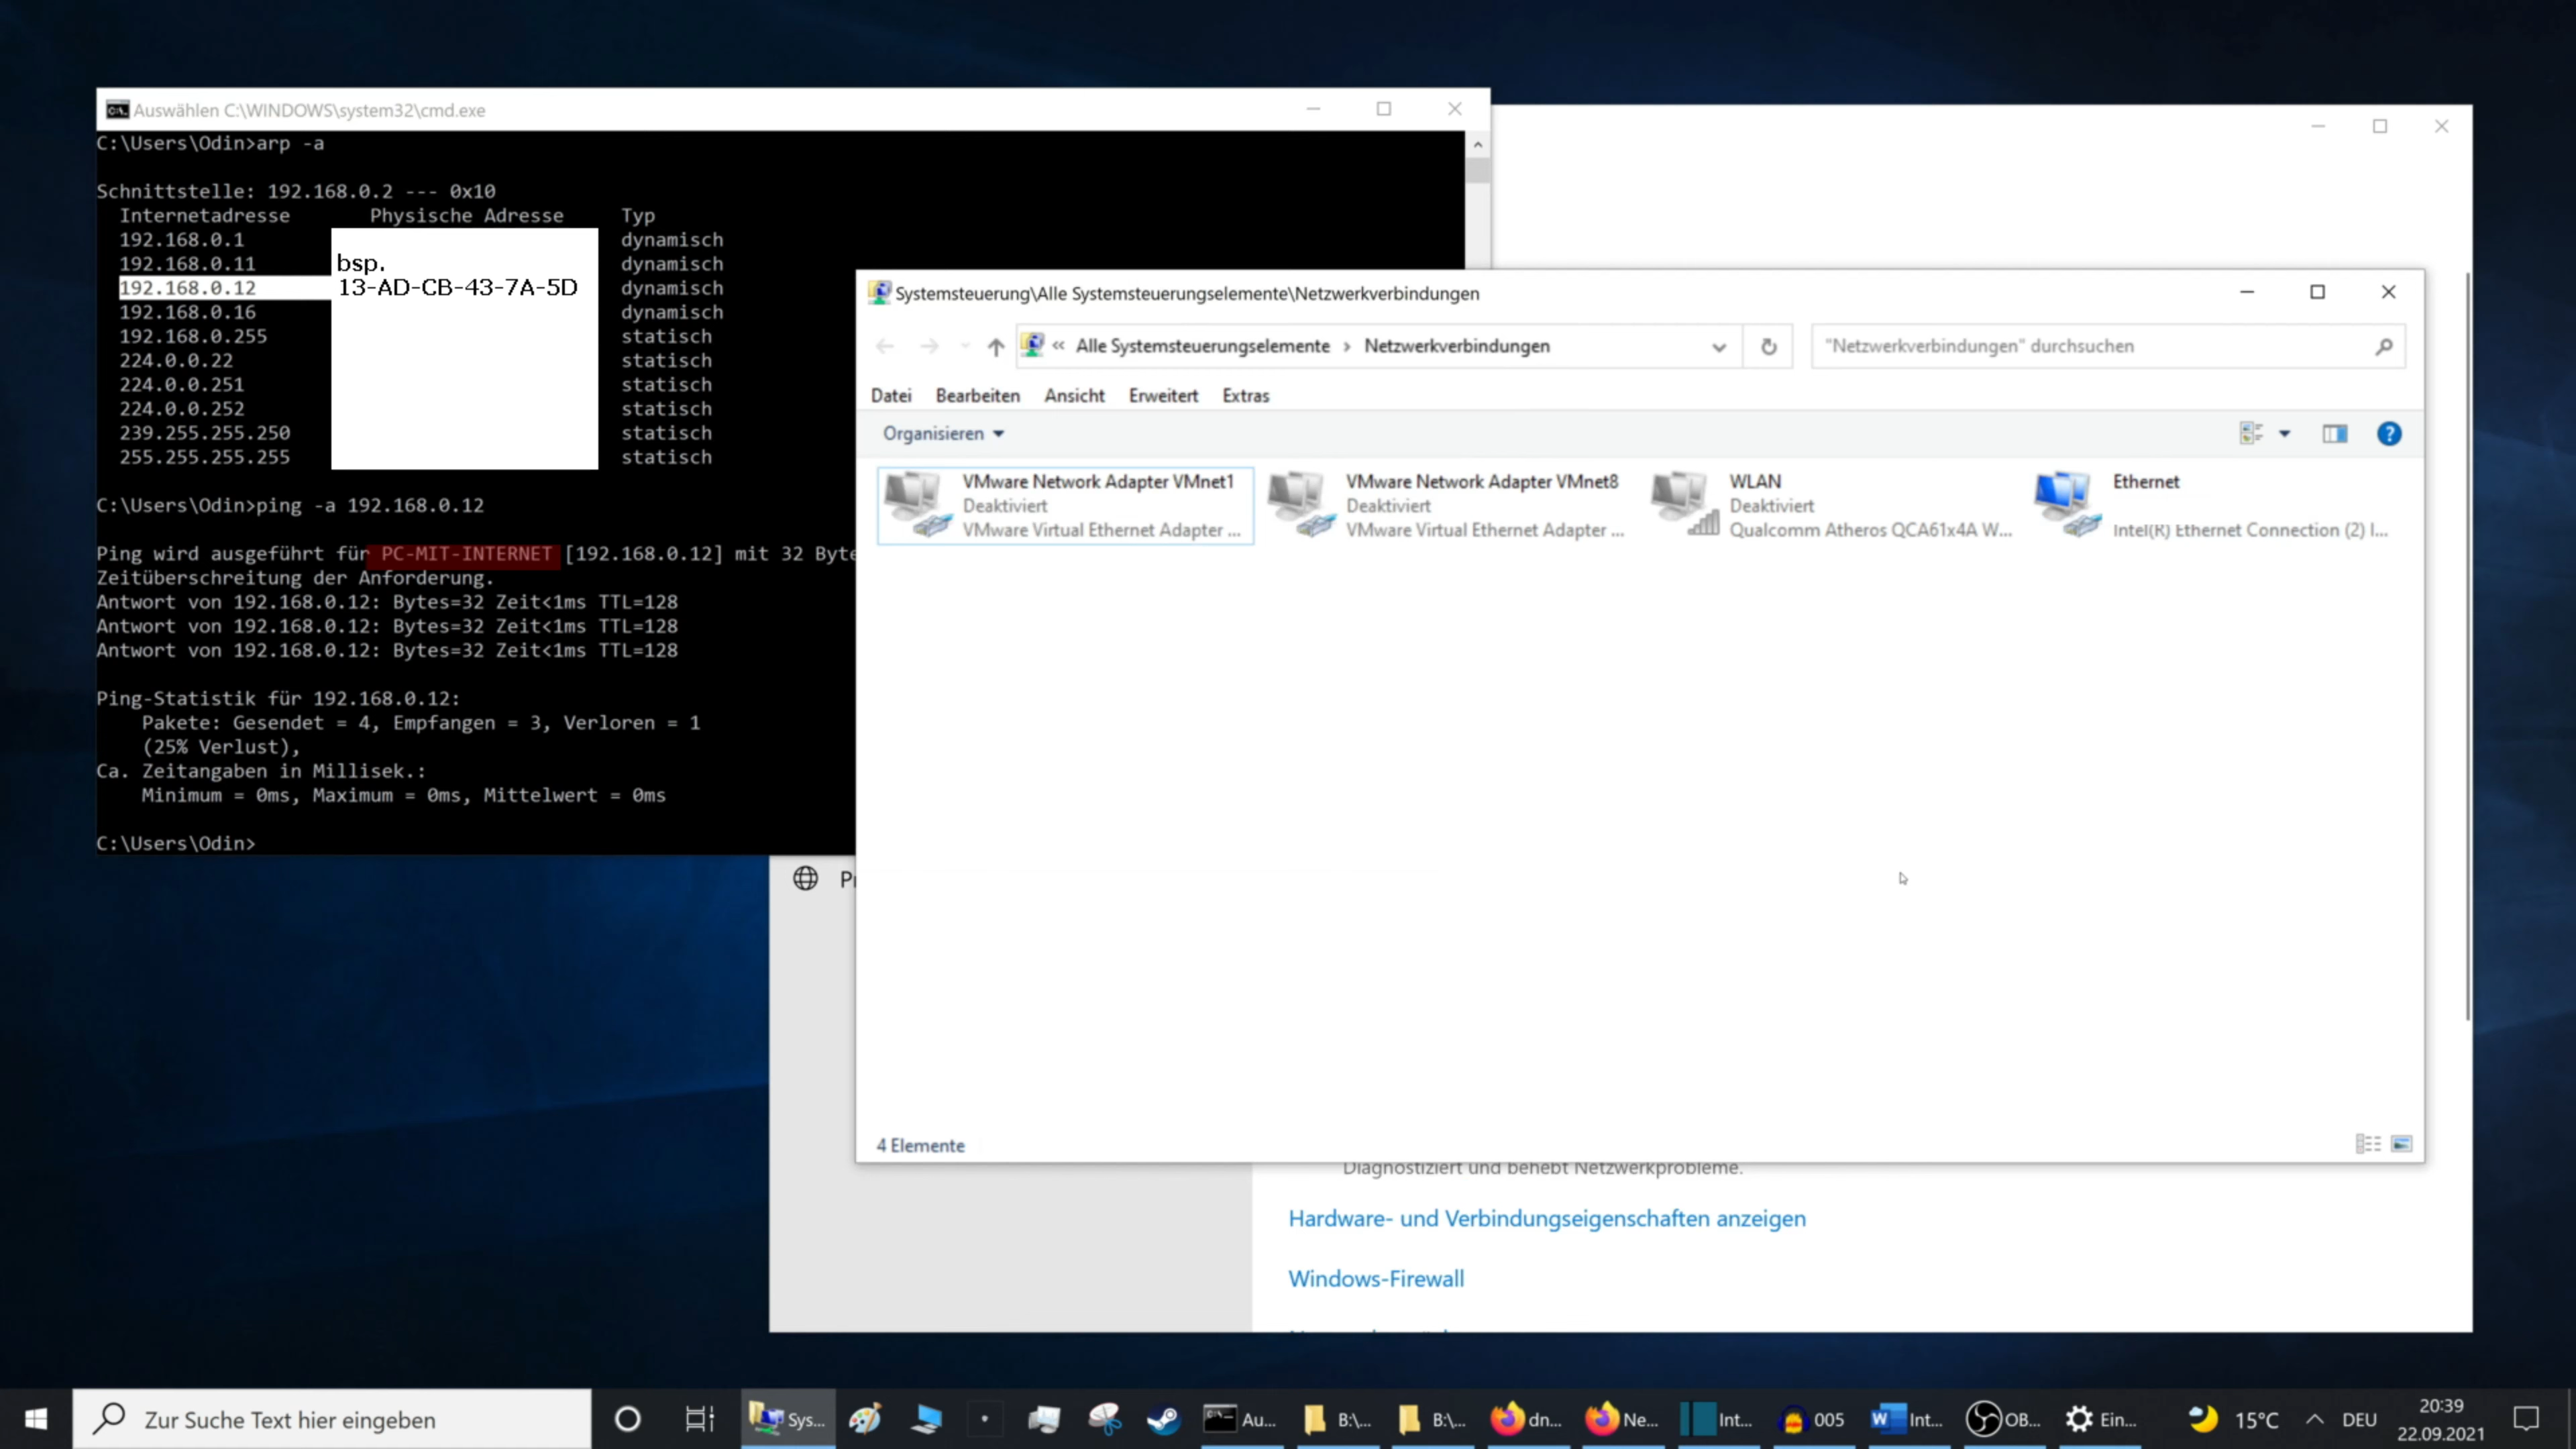 Auswählen C:\WINDOWS\system32\cmd.exe
C:\Users\Odin>arp -a
Schnittstelle: 192.168.0.2 --- 0x10
Internetadresse Physische Adresse Typ
192.168.0.1 dynamisch
192.168.0.11 bsp. dynamisch
192.168.0.12 13-AD-CB-43-7A-5D dynamisch
192.168.0.16 dynamisch
192.168.0.255 statisch
224.0.0.22 statisch
224.0.0.251 statisch
224.0.0.252 statisch
239.255.255.250 statisch
255.255.255.255 statisch
C:\Users\Odin>ping -a 192.168.0.12
Ping wird ausgeführt für PC-MIT-INTERNET [192.168.0.12] mit 32 Byte
Zeitüberschreitung der Anforderung.
Antwort von 192.168.0.12: Bytes=32 Zeit<1ms TTL=128
Antwort von 192.168.0.12: Bytes=32 Zeit<1ms TTL=128
Antwort von 192.168.0.12: Bytes=32 Zeit<1ms TTL=128
Ping-Statistik für 192.168.0.12:
Pakete: Gesendet = 4, Empfangen = 3, Verloren = 1
(25% Verlust),
Ca. Zeitangaben in Millisek.:
Minimum = 0ms, Maximum = 0ms, Mittelwert = 0ms
C:\Users\Odin>
Systemsteuerung\Alle Systemsteuerungselemente\Netzwerkverbindungen
« Alle Systemsteuerungselemente › Netzwerkverbindungen
"Netzwerkverbindungen" durchsuchen
Datei Bearbeiten Ansicht Erweitert Extras
Organisieren
VMware Network Adapter VMnet1
Deaktiviert
VMware Virtual Ethernet Adapter ...
VMware Network Adapter VMnet8
Deaktiviert
VMware Virtual Ethernet Adapter ...
WLAN
Deaktiviert
Qualcomm Atheros QCA61x4A W...
Ethernet
Intel(R) Ethernet Connection (2) I...
4 Elemente
Diagnostiziert und behebt Netzwerkprobleme.
Hardware- und Verbindungseigenschaften anzeigen
Windows-Firewall
Zur Suche Text hier eingeben
Sys... Au... B:\... B:\... dn... Ne... Int... 005 Int... OB... Ein... 15°C DEU
20:39
22.09.2021